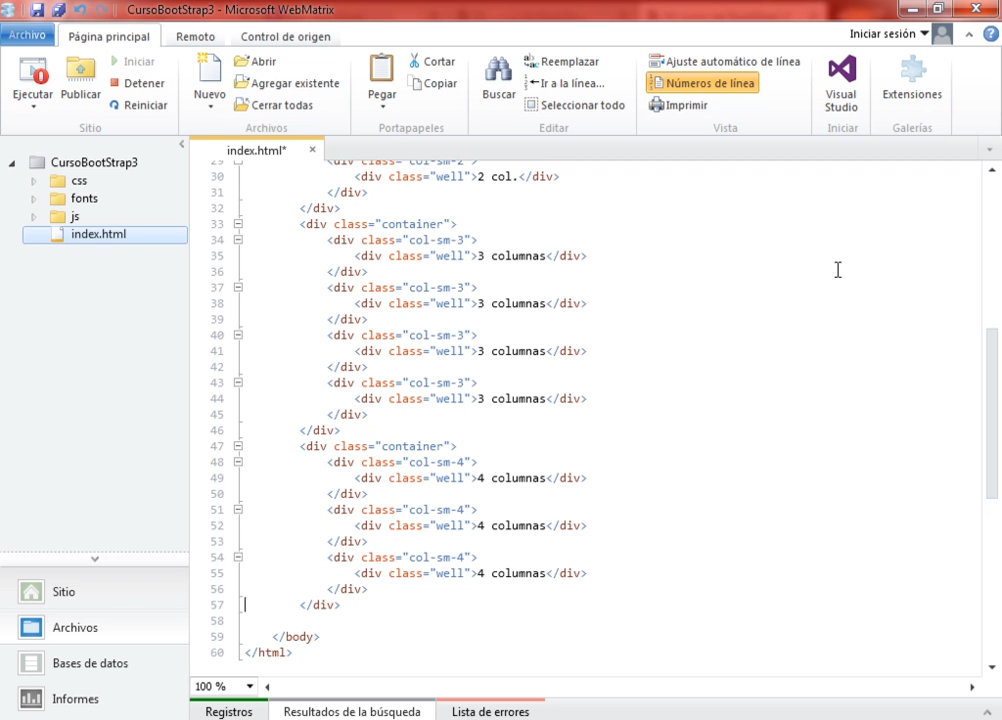 CursoBootStrap3 - Microsoft WebMatrix
Archivo Página principal Remoto Control de origen Iniciar sesión
Ejecutar Publicar Iniciar Detener Reiniciar
Sitio
Nuevo Abrir Agregar existente Cerrar todas
Archivos
Pegar Cortar Copiar
Portapapeles
Buscar Reemplazar Ir a la línea... Seleccionar todo
Editar
Ajuste automático de línea Números de línea Imprimir
Vista
Visual Studio
Iniciar
Extensiones
Galerías
CursoBootStrap3
css
fonts
js
index.html
Sitio
Archivos
Bases de datos
Informes
index.html*
29 <div class="col-sm-2">
30 <div class="well">2 col.</div>
31 </div>
32 </div>
33 <div class="container">
34 <div class="col-sm-3">
35 <div class="well">3 columnas</div>
36 </div>
37 <div class="col-sm-3">
38 <div class="well">3 columnas</div>
39 </div>
40 <div class="col-sm-3">
41 <div class="well">3 columnas</div>
42 </div>
43 <div class="col-sm-3">
44 <div class="well">3 columnas</div>
45 </div>
46 </div>
47 <div class="container">
48 <div class="col-sm-4">
49 <div class="well">4 columnas</div>
50 </div>
51 <div class="col-sm-4">
52 <div class="well">4 columnas</div>
53 </div>
54 <div class="col-sm-4">
55 <div class="well">4 columnas</div>
56 </div>
57 </div>
58
59 </body>
60 </html>
100 %
Registros Resultados de la búsqueda Lista de errores